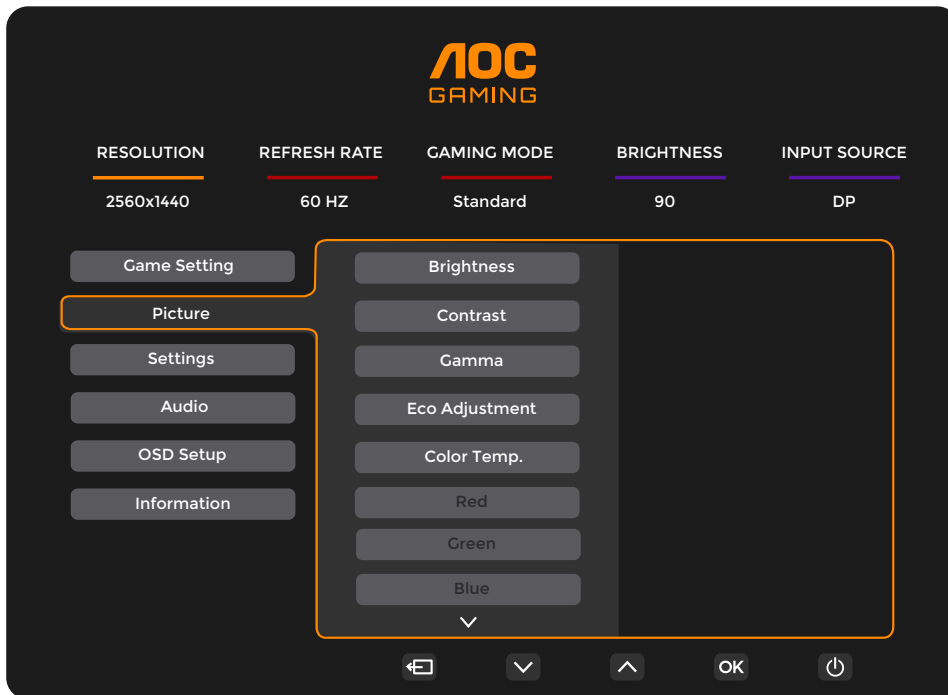 AOC
GAMING
RESOLUTION REFRESH RATE GAMING MODE BRIGHTNESS INPUT SOURCE
2560x1440 60 HZ Standard 90 DP
Game Setting
Picture
Settings
Audio
OSD Setup
Information
Brightness
Contrast
Gamma
Eco Adjustment
Color Temp.
Red
Green
Blue
OK